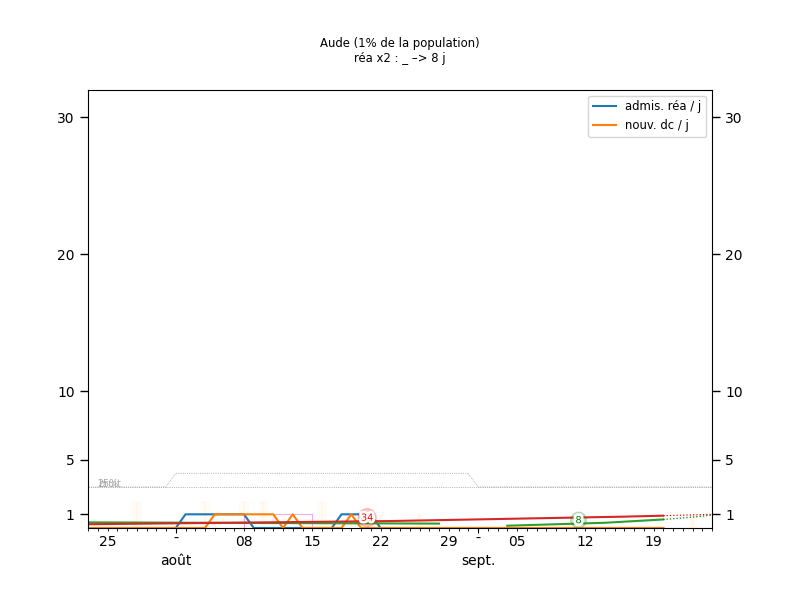 Aude (1% de la population)
réa x2 : _ –> 8 j
admis. réa / j
nouv. dc / j
30 30
20 20
10 10
5 5
1 1
34
8
25 - 08 15 22 29 - 05 12 19
août sept.